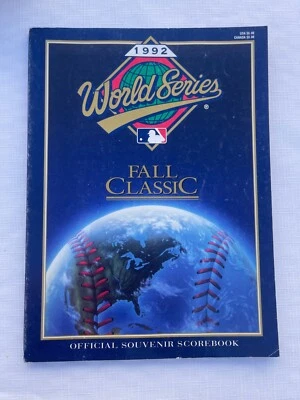 1992
World Series
®
FALL
CLASSIC
OFFICIAL SOUVENIR SCOREBOOK